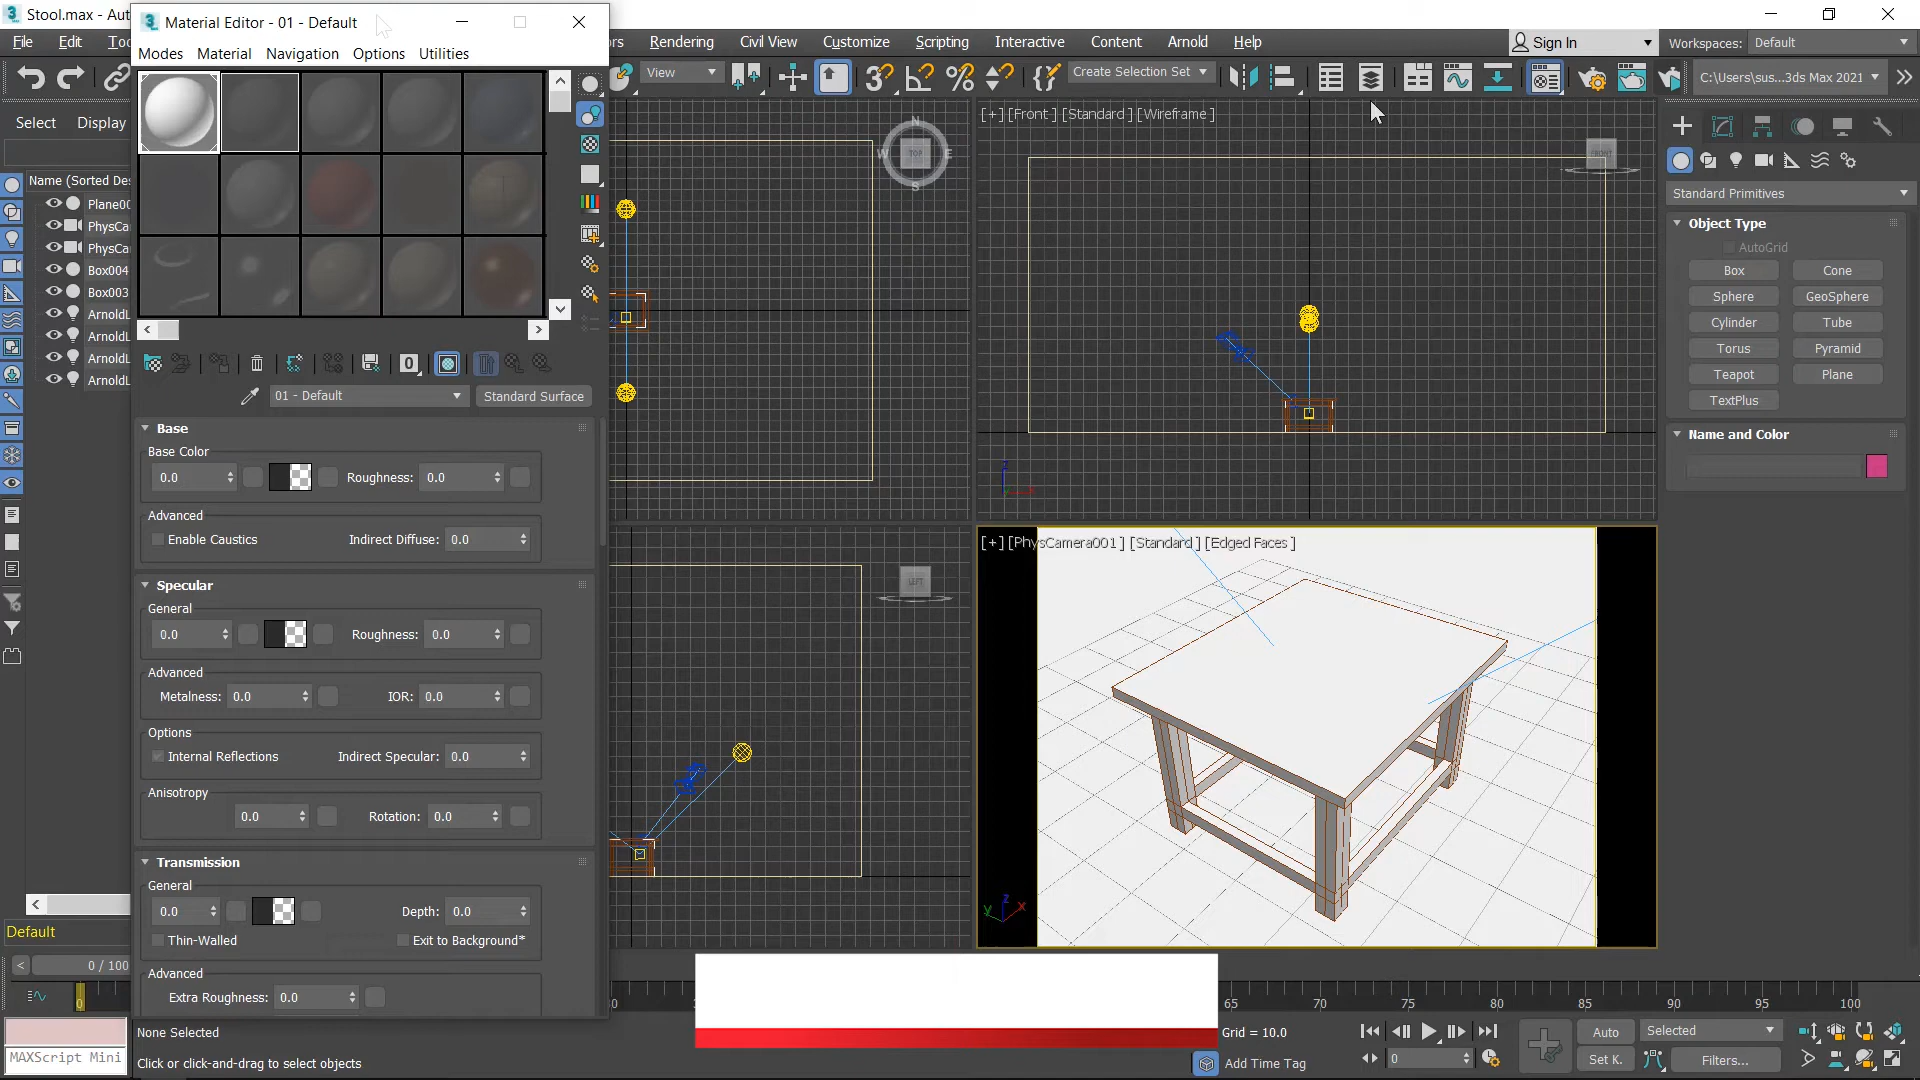 Stool.max - Aut
Material Editor - 01 - Default
File Edit Too
Modes Material Navigation Options Utilities
Rendering Civil View Customize Scripting Interactive Content Arnold Help
Sign In
Workspaces: Default
View
Create Selection Set
C:\Users\sus...3ds Max 2021
Select Display
[+] [Front ] [Standard ] [Wireframe ]
TOP
N
W
E
S
FRONT
Name (Sorted De
Plane00
PhysCa
PhysCa
Box004
Box003
ArnoldL
ArnoldL
ArnoldL
ArnoldL
Standard Primitives
Object Type
AutoGrid
Box Cone
Sphere GeoSphere
Cylinder Tube
Torus Pyramid
Teapot Plane
TextPlus
Name and Color
01 - Default
Standard Surface
Base
Base Color
0.0 Roughness: 0.0
Advanced
Enable Caustics Indirect Diffuse: 0.0
Specular
General
0.0 Roughness: 0.0
Advanced
Metalness: 0.0 IOR: 0.0
Options
Internal Reflections Indirect Specular: 0.0
Anisotropy
0.0 Rotation: 0.0
Transmission
General
0.0 Depth: 0.0
Thin-Walled Exit to Background*
Advanced
Extra Roughness: 0.0
LEFT
[+] [PhysCamera001 ] [Standard ] [Edged Faces ]
z
y
x
Default
0 / 100
0
65 70 75 80 85 90 95 100
None Selected
Click or click-and-drag to select objects
MAXScript Mini
Grid = 10.0
Add Time Tag
0
Auto
Selected
Set K.
Filters...